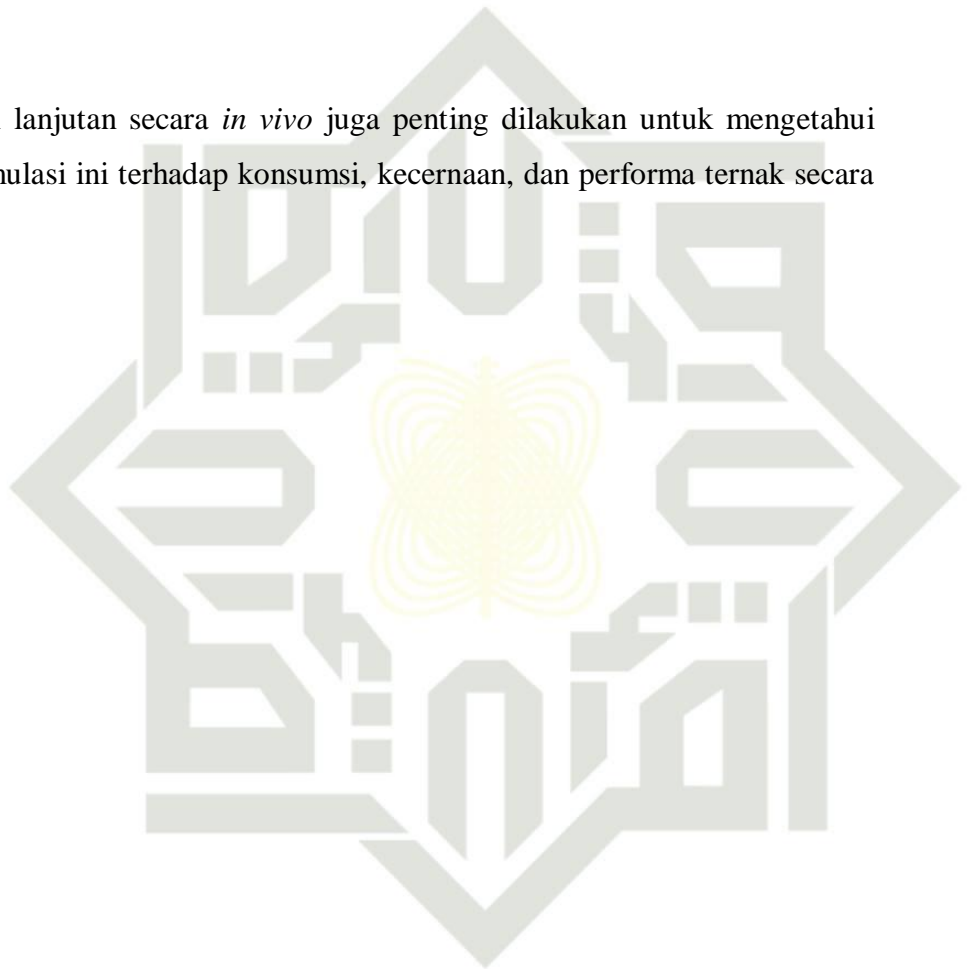 lanjutan secara in vivo juga penting dilakukan untuk mengetahui
mulasi ini terhadap konsumsi, kecernaan, dan performa ternak secara